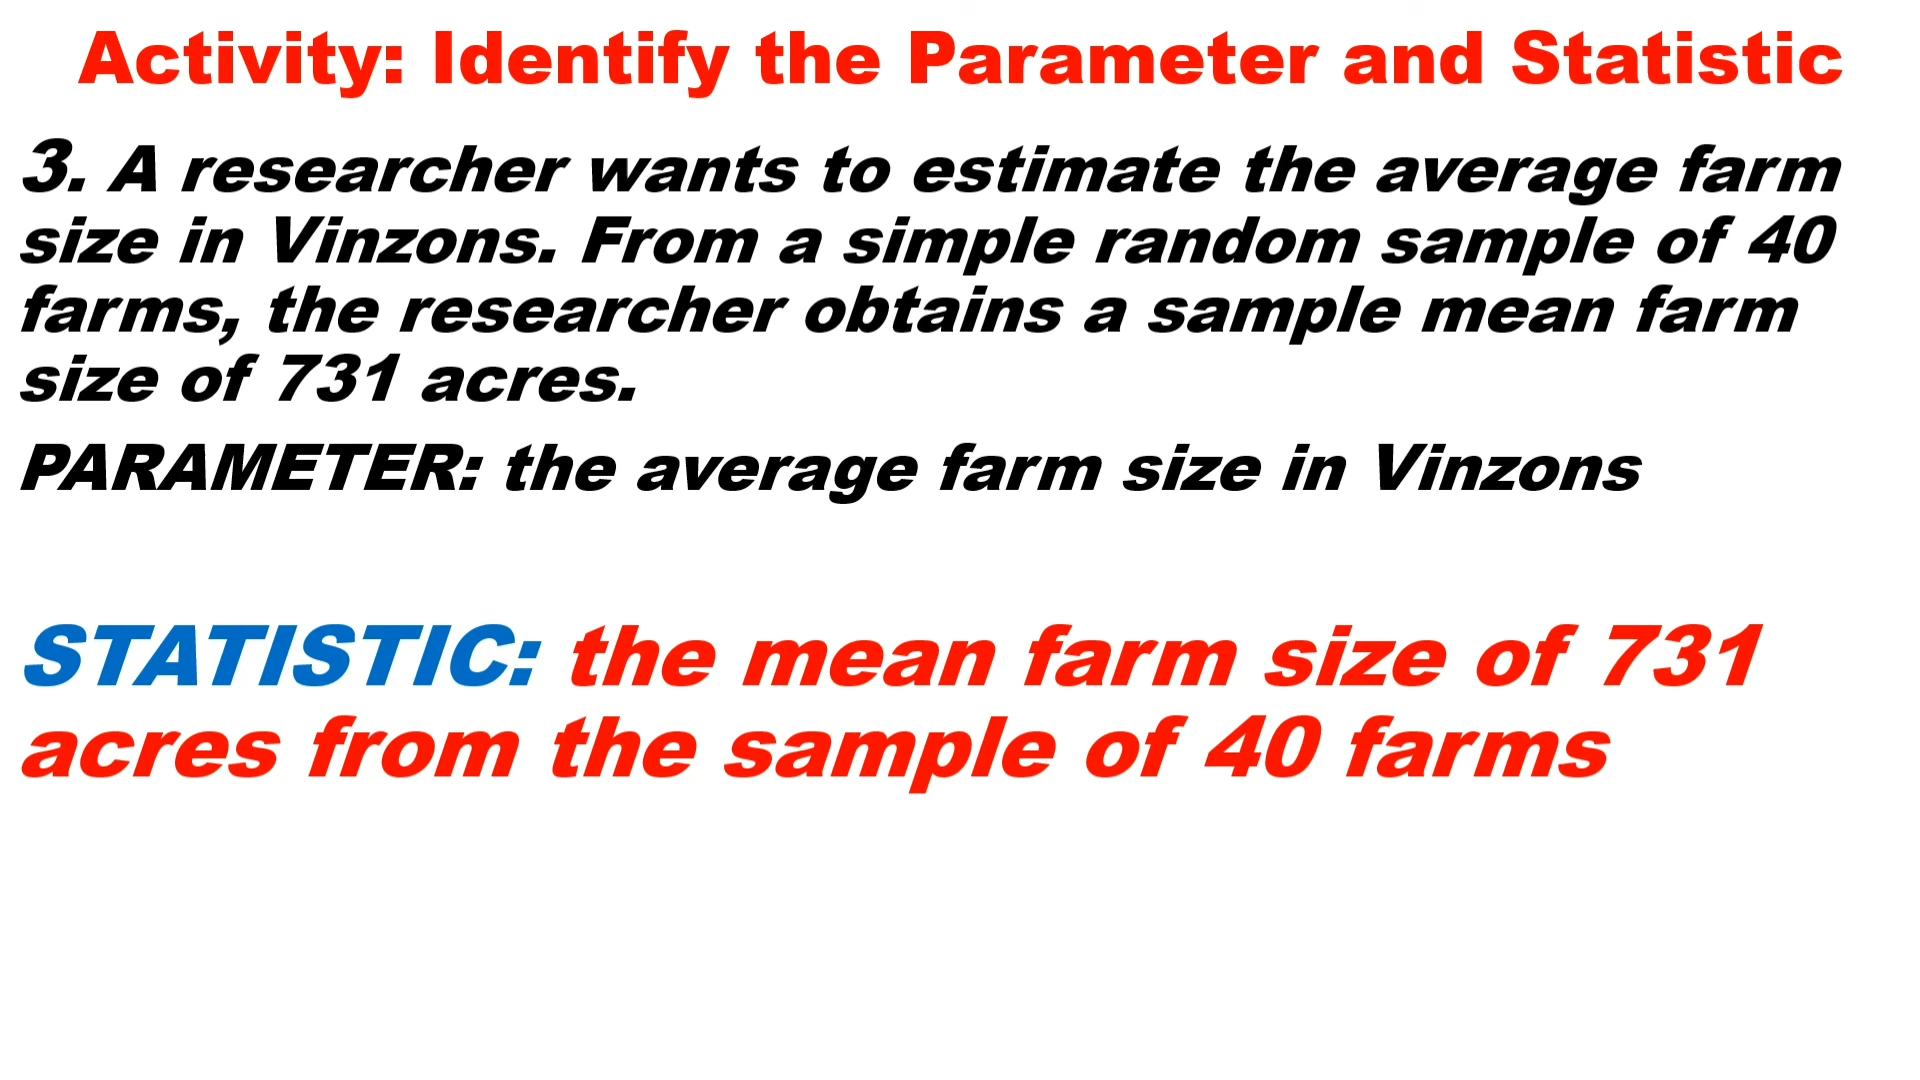 Activity: Identify the Parameter and Statistic
3. A researcher wants to estimate the average farm
size in Vinzons. From a simple random sample of 40
farms, the researcher obtains a sample mean farm
size of 731 acres.
PARAMETER: the average farm size in Vinzons
STATISTIC: the mean farm size of 731
acres from the sample of 40 farms